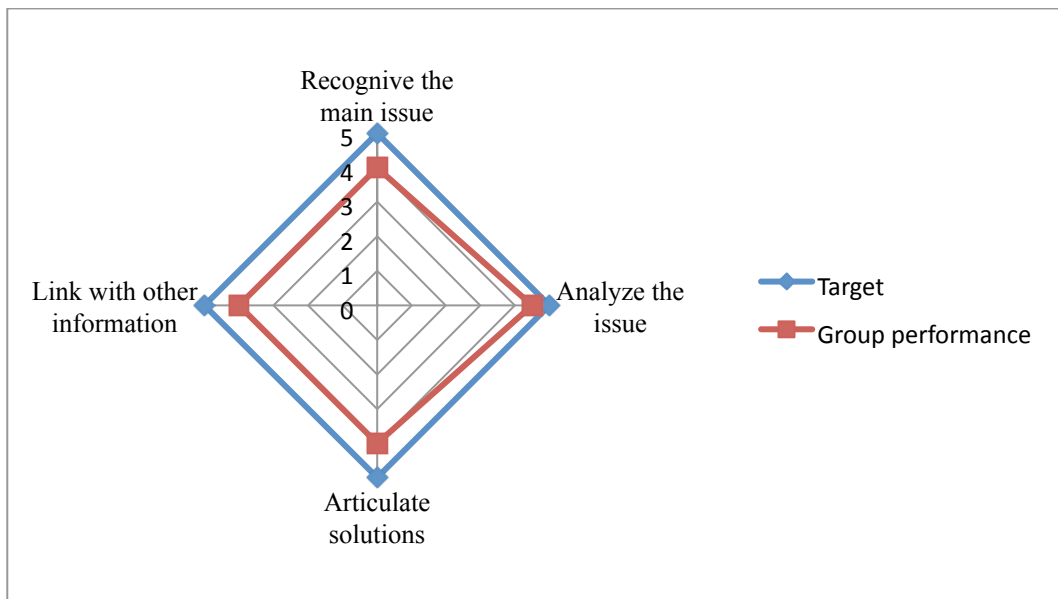 Recognive the
main issue
5
4
3
2
1
0
Link with other
information
Analyze the
issue
Articulate
solutions
Target
Group performance